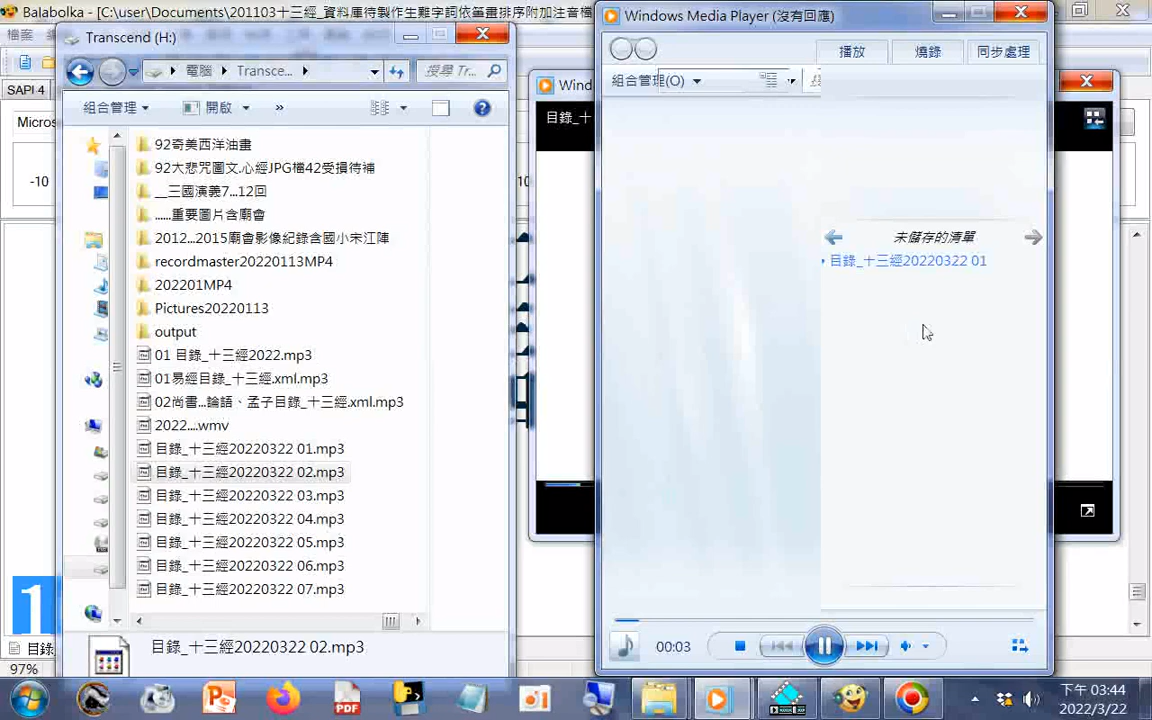 Balabolka - [C:\user\Documents\201103十三經_資料庫待製作生難字詞依筆畫排序附加注音檔
檔案
SAPI 4
Micros
-10
10
97%
目錄
Transcend (H:)
電腦
Transce...
搜尋 Tr...
組合管理
開啟
»
92奇美西洋油畫
92大悲咒圖文.心經JPG檔42受損待補
__三國演義7...12回
......重要圖片含廟會
2012...2015廟會影像紀錄含國小宋江陣
recordmaster20220113MP4
202201MP4
Pictures20220113
output
01 目錄_十三經2022.mp3
01易經目錄_十三經.xml.mp3
02尚書...論語、孟子目錄_十三經.xml.mp3
2022....wmv
目錄_十三經20220322 01.mp3
目錄_十三經20220322 02.mp3
目錄_十三經20220322 03.mp3
目錄_十三經20220322 04.mp3
目錄_十三經20220322 05.mp3
目錄_十三經20220322 06.mp3
目錄_十三經20220322 07.mp3
目錄_十三經20220322 02.mp3
Wind
目錄_十
Windows Media Player (沒有回應)
播放
燒錄
同步處理
組合管理(O)
未儲存的清單
目錄_十三經20220322 01
00:03
1
PDF
下午 03:44
2022/3/22